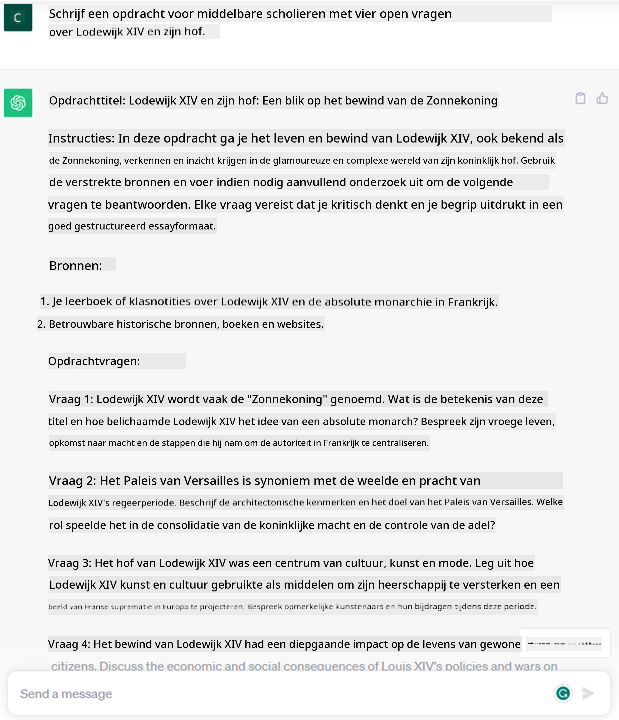 C
Schrijf een opdracht voor middelbare scholieren met vier open vragen
over Lodewijk XIV en zijn hof.
Opdrachttitel: Lodewijk XIV en zijn hof: Een blik op het bewind van de Zonnekoning
Instructies: In deze opdracht ga je het leven en bewind van Lodewijk XIV, ook bekend als
de Zonnekoning, verkennen en inzicht krijgen in de glamoureuze en complexe wereld van zijn koninklijk hof. Gebruik
de verstrekte bronnen en voer indien nodig aanvullend onderzoek uit om de volgende
vragen te beantwoorden. Elke vraag vereist dat je kritisch denkt en je begrip uitdrukt in een
goed gestructureerd essayformaat.
Bronnen:
1. Je leerboek of klasnotities over Lodewijk XIV en de absolute monarchie in Frankrijk.
2. Betrouwbare historische bronnen, boeken en websites.
Opdrachtvragen:
Vraag 1: Lodewijk XIV wordt vaak de "Zonnekoning" genoemd. Wat is de betekenis van deze
titel en hoe belichaamde Lodewijk XIV het idee van een absolute monarch? Bespreek zijn vroege leven,
opkomst naar macht en de stappen die hij nam om de autoriteit in Frankrijk te centraliseren.
Vraag 2: Het Paleis van Versailles is synoniem met de weelde en pracht van
Lodewijk XIV's regeerperiode. Beschrijf de architectonische kenmerken en het doel van het Paleis van Versailles. Welke
rol speelde het in de consolidatie van de koninklijke macht en de controle van de adel?
Vraag 3: Het hof van Lodewijk XIV was een centrum van cultuur, kunst en mode. Leg uit hoe
Lodewijk XIV kunst en cultuur gebruikte als middelen om zijn heerschappij te versterken en een
beeld van Franse suprematie in Europa te projecteren. Bespreek opmerkelijke kunstenaars en hun bijdragen tijdens deze periode.
Vraag 4: Het bewind van Lodewijk XIV had een diepgaande impact op de levens van gewone
citizens. Discuss the economic and social consequences of Louis XIV's policies and wars on
Send a message